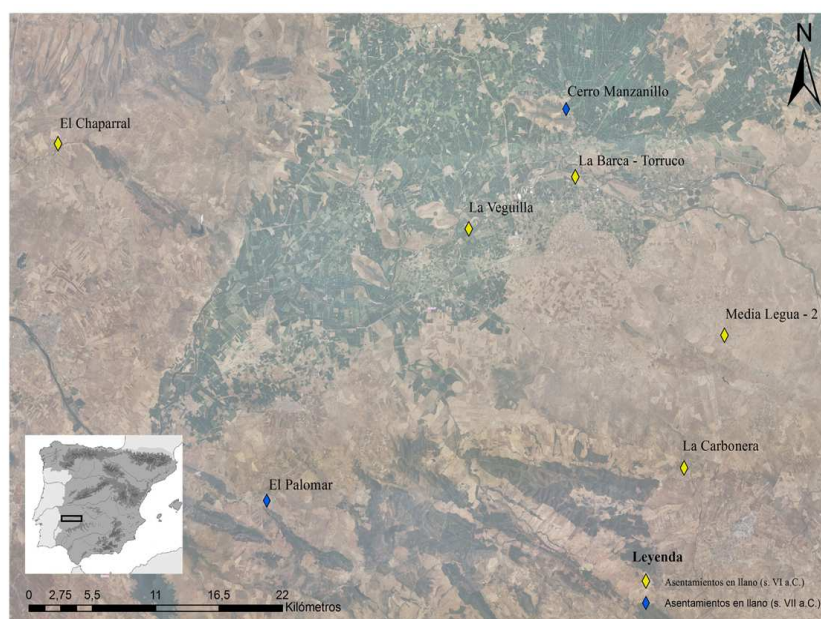 N
Cerro Manzanillo
El Chaparral
La Barca - Torruco
La Veguilla
Media Legua - 2
La Carbonera
El Palomar
Leyenda
Asentamientos en llano (s. VI a.C.)
Asentamientos en llano (s. VII a.C.)
0 2,75 5,5 11 16,5 22
Kilómetros